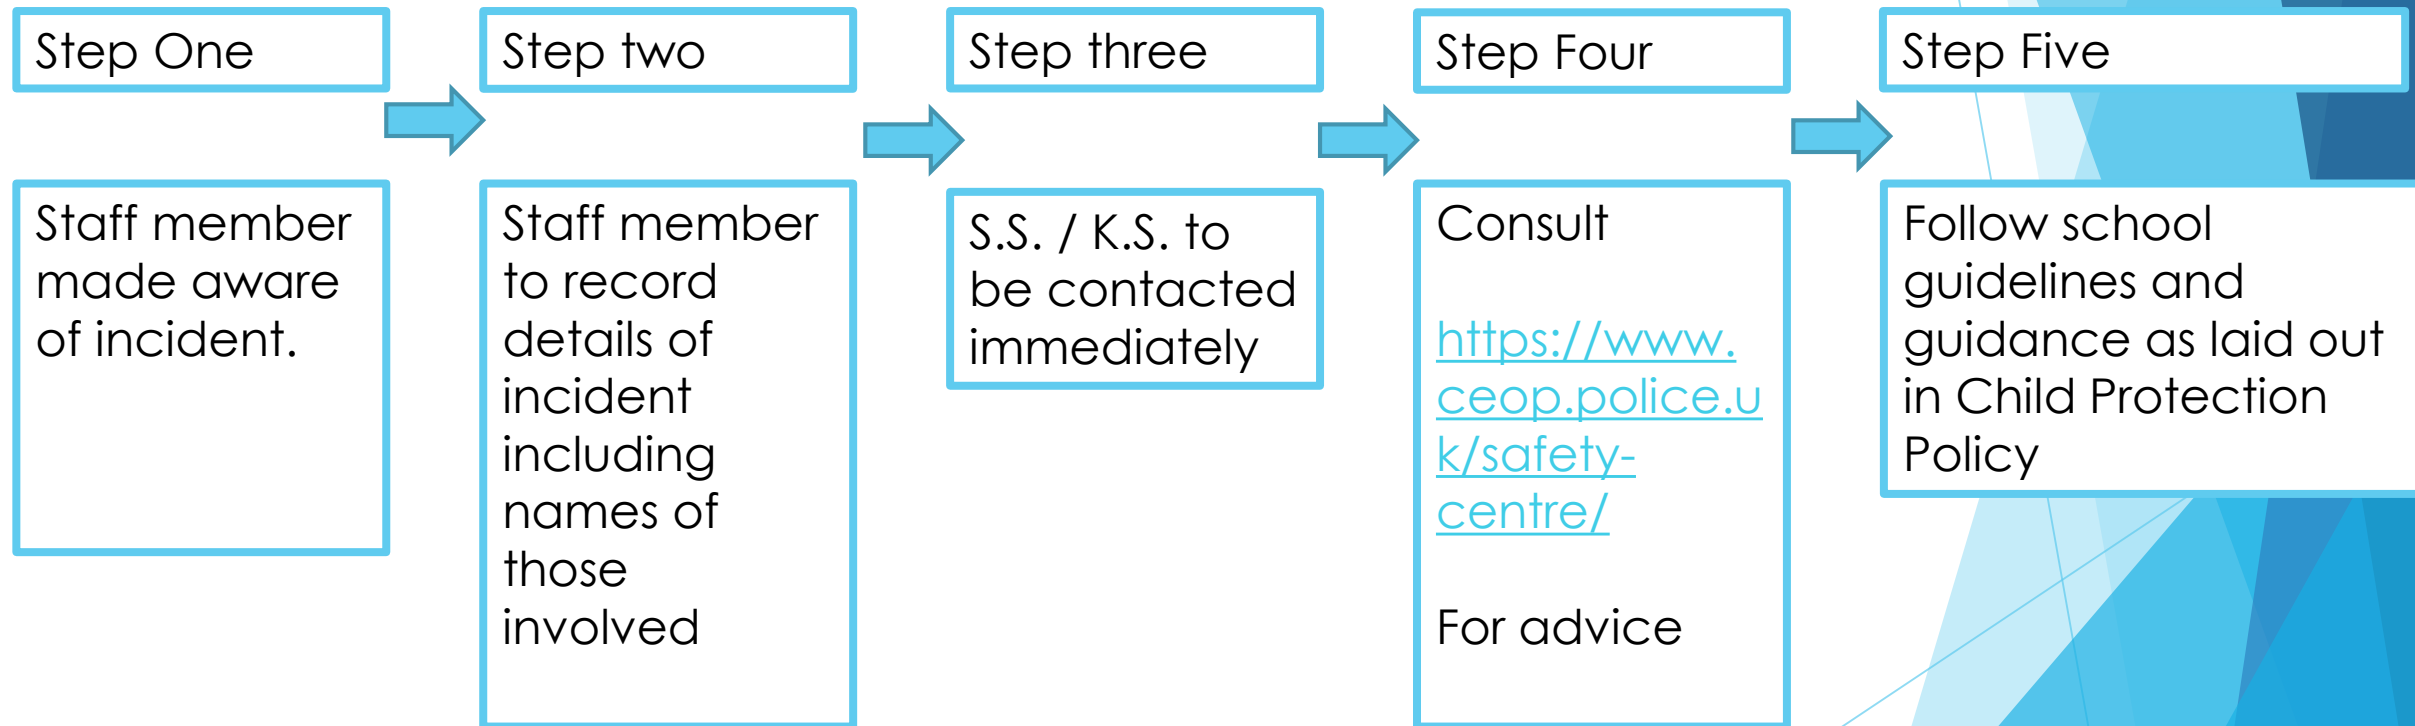 Step One
Staff member
made aware
of incident.
Step two
Staff member
to record
details of
incident
including
names of
those
involved
Step three
S.S. / K.S. to
be contacted
immediately
Step Four
Consult
https://www.
ceop.police.u
k/safety-
centre/
For advice
Step Five
Follow school
guidelines and
guidance as laid out
in Child Protection
Policy